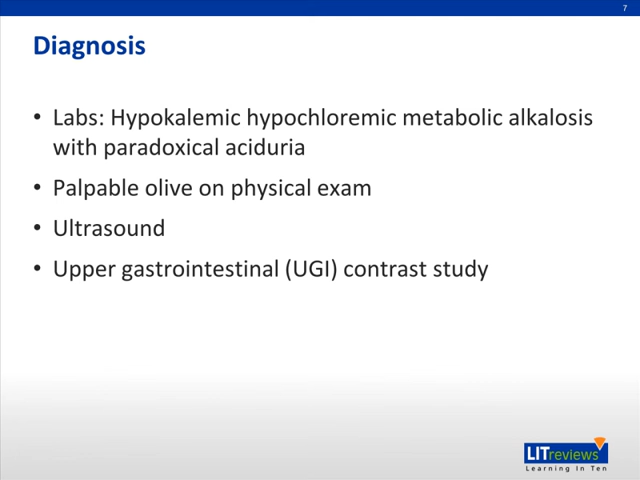 7
Diagnosis
• Labs: Hypokalemic hypochloremic metabolic alkalosis
with paradoxical aciduria
• Palpable olive on physical exam
• Ultrasound
• Upper gastrointestinal (UGI) contrast study
LITreviews
Learning In Ten